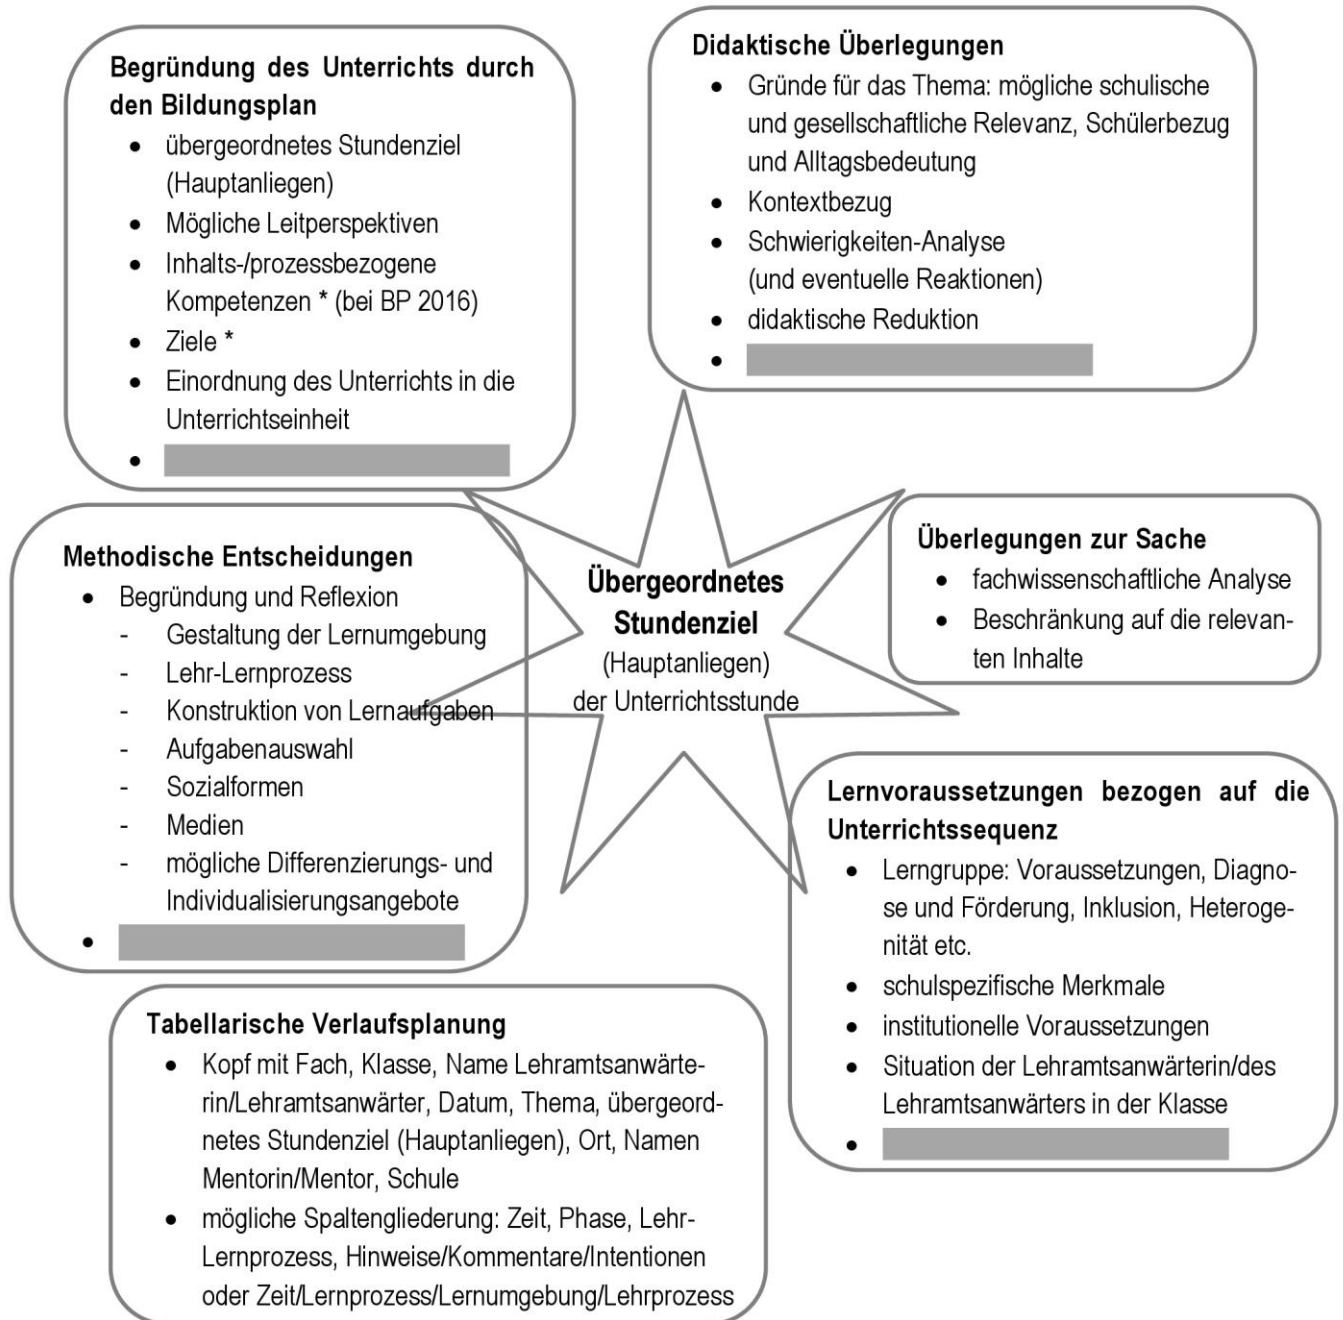 Begründung des Unterrichts durch
den Bildungsplan
• übergeordnetes Stundenziel
(Hauptanliegen)
• Mögliche Leitperspektiven
• Inhalts-/prozessbezogene
Kompetenzen * (bei BP 2016)
• Ziele *
• Einordnung des Unterrichts in die
Unterrichtseinheit
•
Didaktische Überlegungen
• Gründe für das Thema: mögliche schulische
und gesellschaftliche Relevanz, Schülerbezug
und Alltagsbedeutung
• Kontextbezug
• Schwierigkeiten-Analyse
(und eventuelle Reaktionen)
• didaktische Reduktion
•
Methodische Entscheidungen
• Begründung und Reflexion
- Gestaltung der Lernumgebung
- Lehr-Lernprozess
- Konstruktion von Lernaufgaben
- Aufgabenauswahl
- Sozialformen
- Medien
- mögliche Differenzierungs- und
Individualisierungsangebote
•
Übergeordnetes
Stundenziel
(Hauptanliegen)
der Unterrichtsstunde
Überlegungen zur Sache
• fachwissenschaftliche Analyse
• Beschränkung auf die relevan-
ten Inhalte
Lernvoraussetzungen bezogen auf die
Unterrichtssequenz
• Lerngruppe: Voraussetzungen, Diagno-
se und Förderung, Inklusion, Heteroge-
nität etc.
• schulspezifische Merkmale
• institutionelle Voraussetzungen
• Situation der Lehramtsanwärterin/des
Lehramtsanwärters in der Klasse
•
Tabellarische Verlaufsplanung
• Kopf mit Fach, Klasse, Name Lehramtsanwärte-
rin/Lehramtsanwärter, Datum, Thema, übergeord-
netes Stundenziel (Hauptanliegen), Ort, Namen
Mentorin/Mentor, Schule
• mögliche Spaltengliederung: Zeit, Phase, Lehr-
Lernprozess, Hinweise/Kommentare/Intentionen
oder Zeit/Lernprozess/Lernumgebung/Lehrprozess